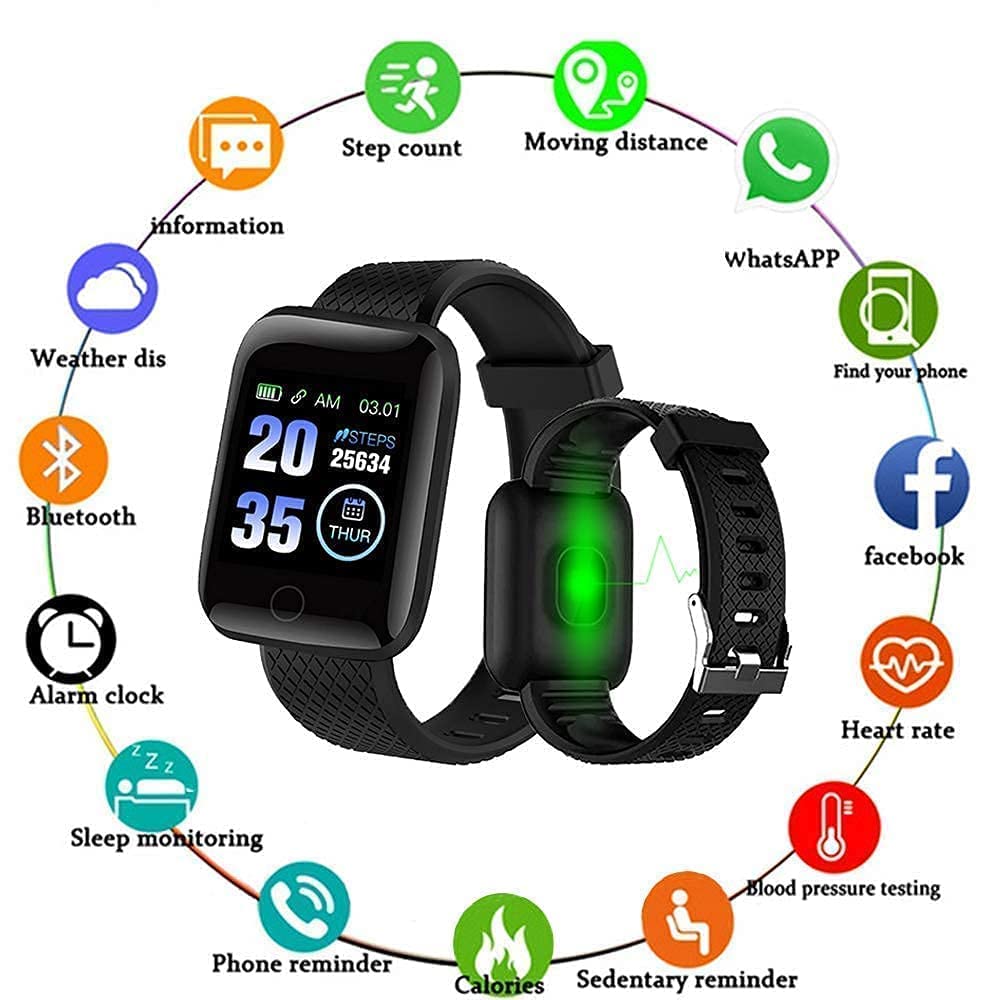 Step count
Moving distance
information
WhatsAPP
Weather dis
Find your phone
AM 03.01
20
STEPS
25634
35
THUR
Bluetooth
f
facebook
Alarm clock
Heart rate
z z z
Sleep monitoring
Blood pressure testing
Phone reminder
Calories
Sedentary reminder